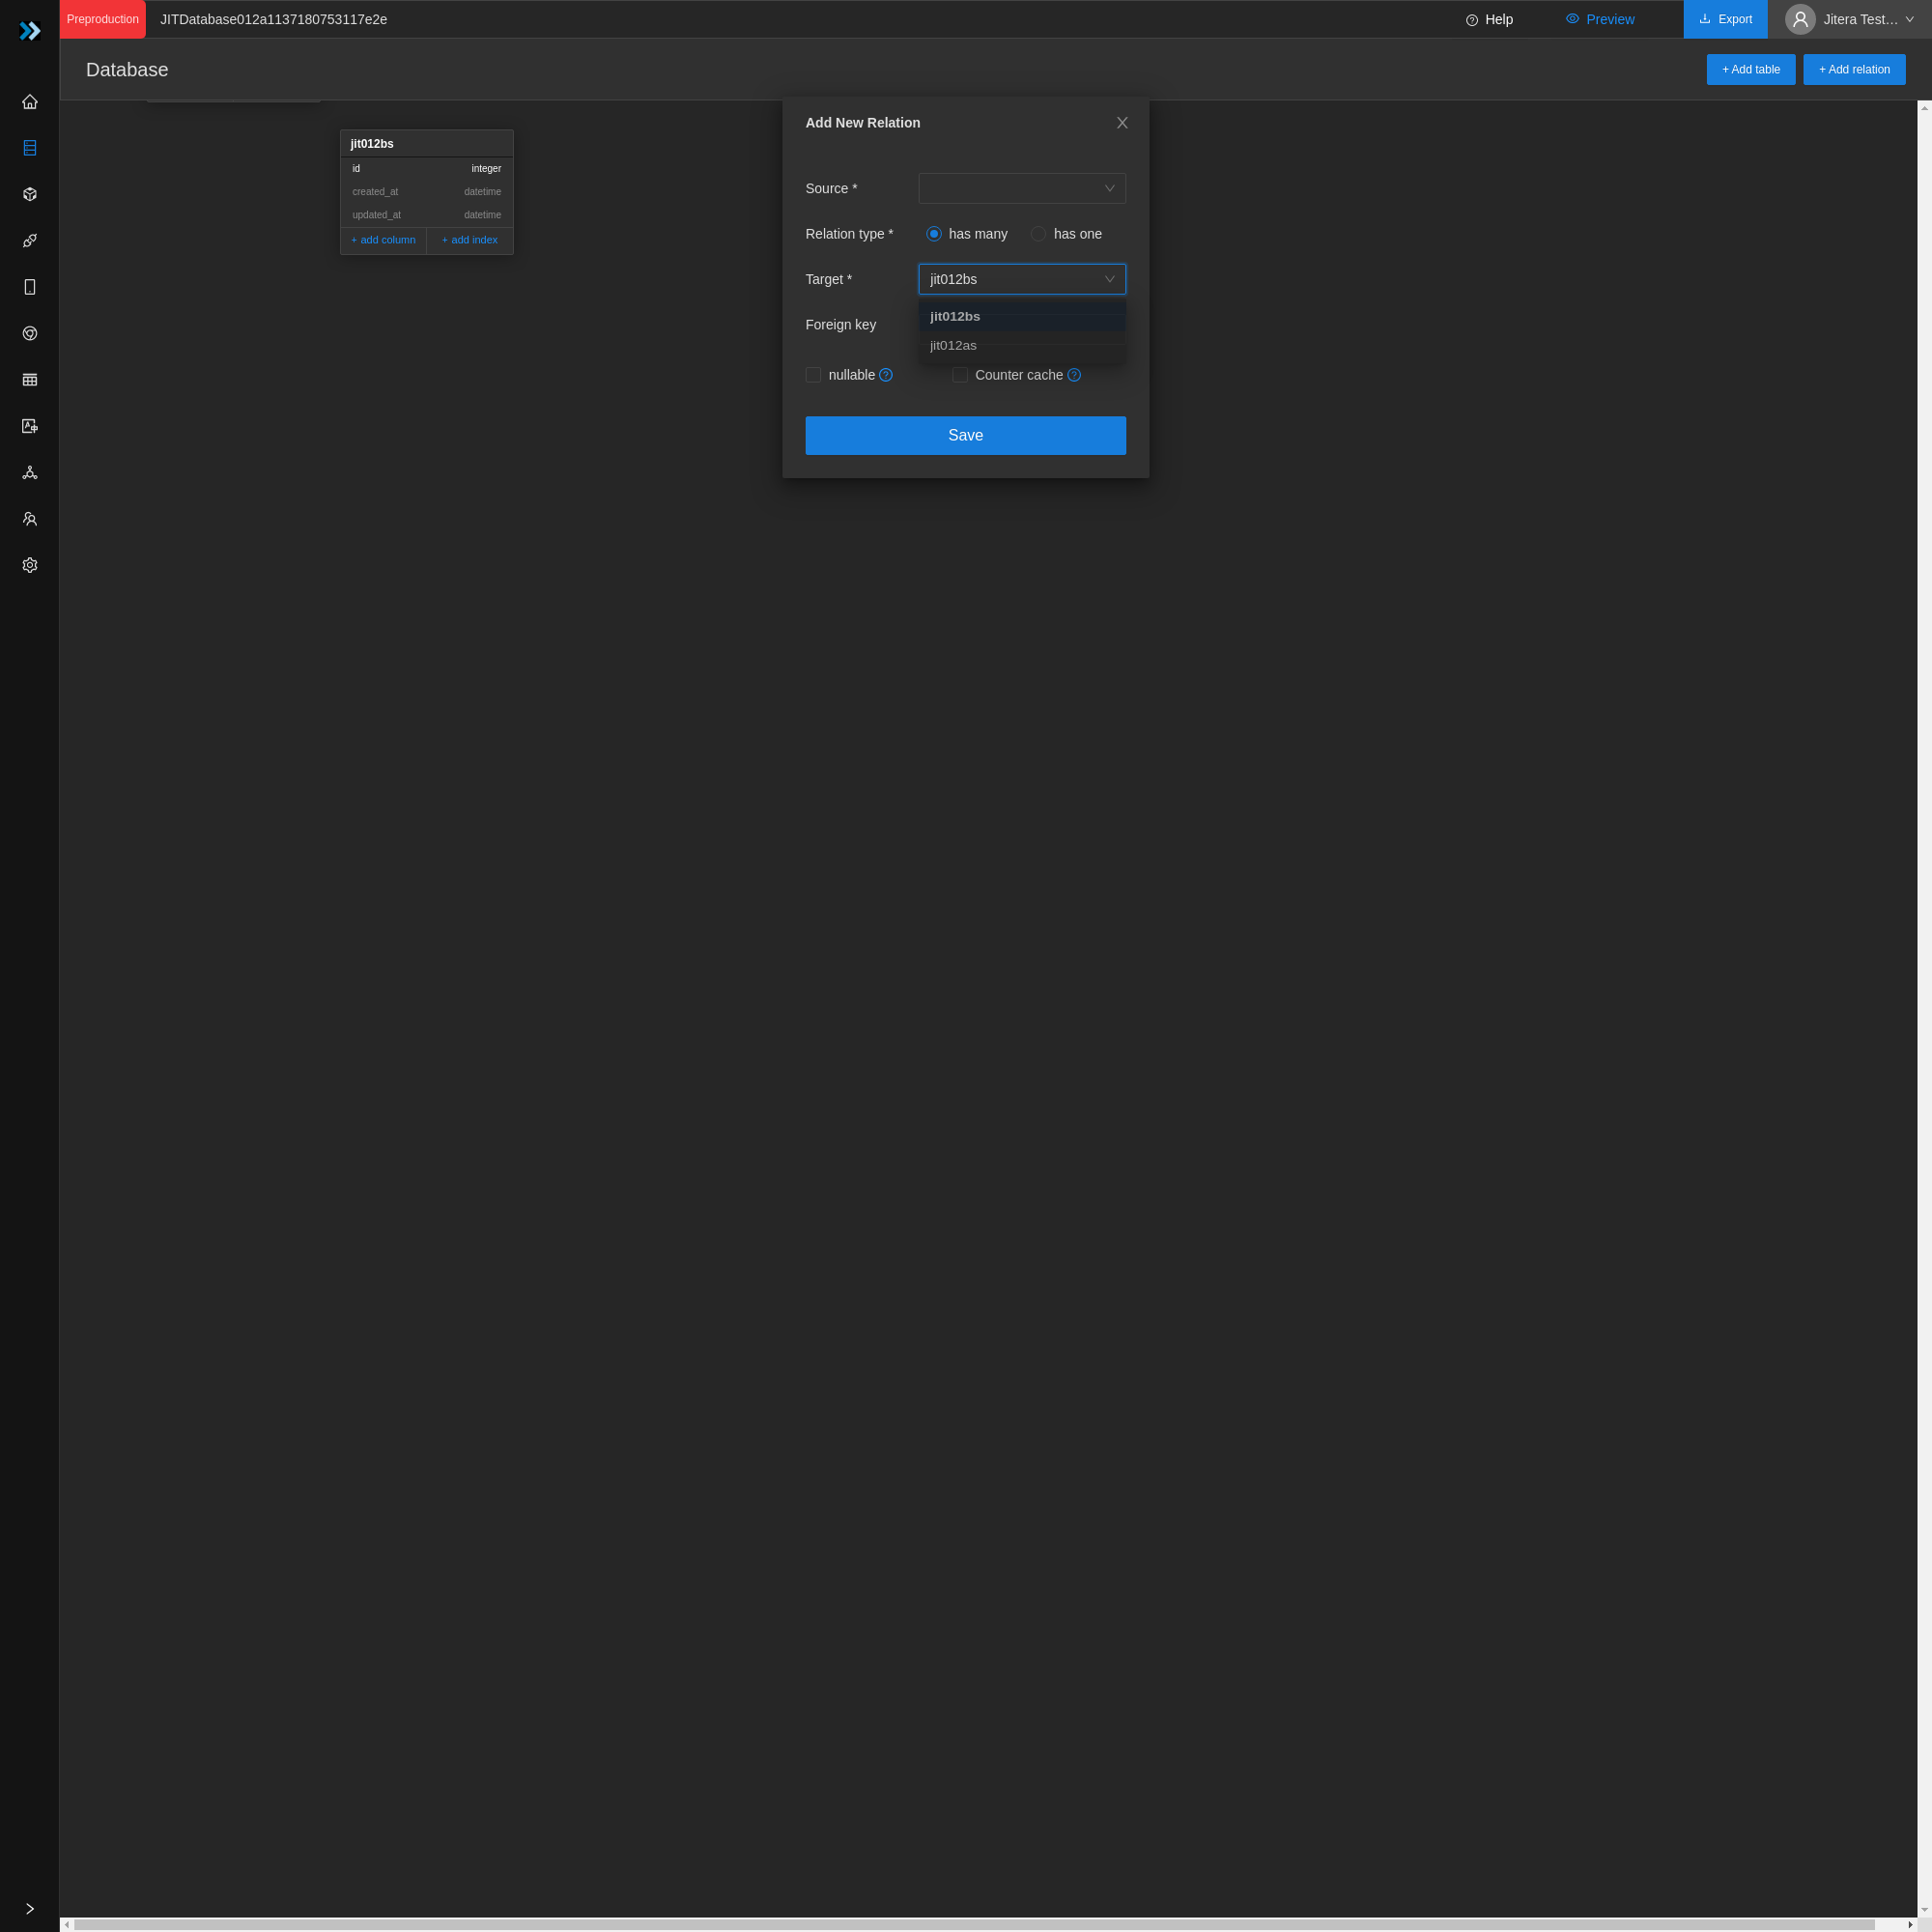 Preproduction JITDatabase012a1137180753117e2e Help Preview Export Jitera Test...
Database + Add table + Add relation
Add New Relation
jit012bs
id integer
created_at datetime
updated_at datetime
+ add column + add index
Source *
Relation type * has many has one
Target * jit012bs
jit012bs
Foreign key
jit012as
nullable Counter cache
Save